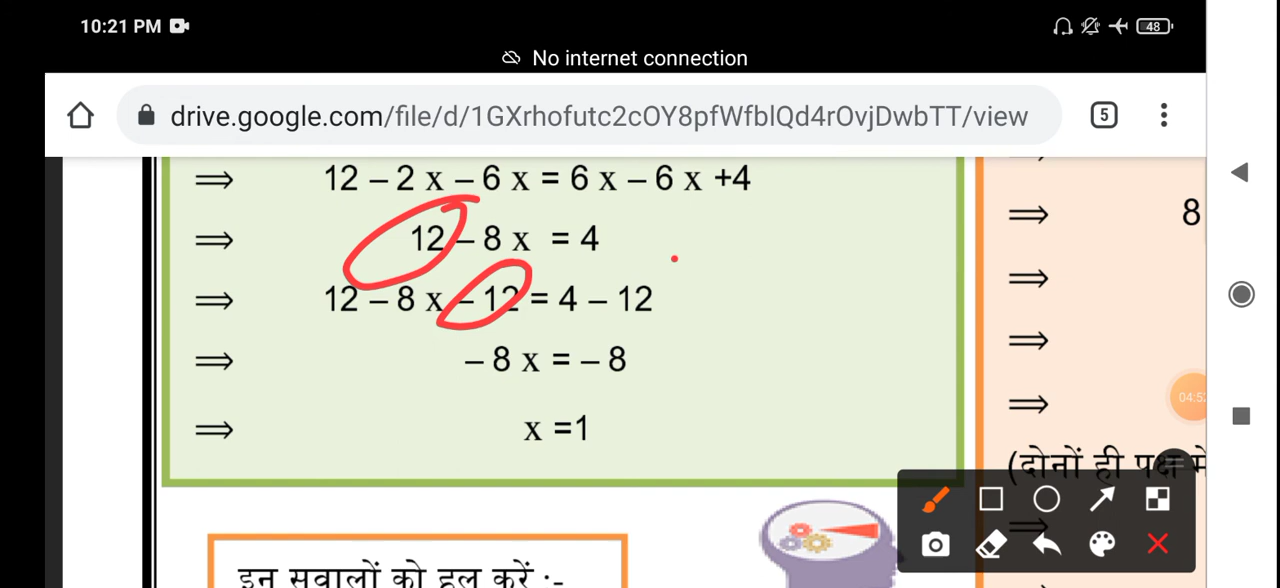 10:21 PM
48
No internet connection
drive.google.com/file/d/1GXrhofutc2cOY8pfWfblQd4rOvjDwbTT/view
5
⟹ 12 – 2 x – 6 x = 6 x – 6 x +4
⟹ 12 – 8 x = 4
⟹ 12 – 8 x – 12 = 4 – 12
⟹ – 8 x = – 8
⟹ x =1
⟹ 8
⟹
⟹
⟹
(दोनों ही पक्ष में
⟹
इन सवालों को हल करें :-